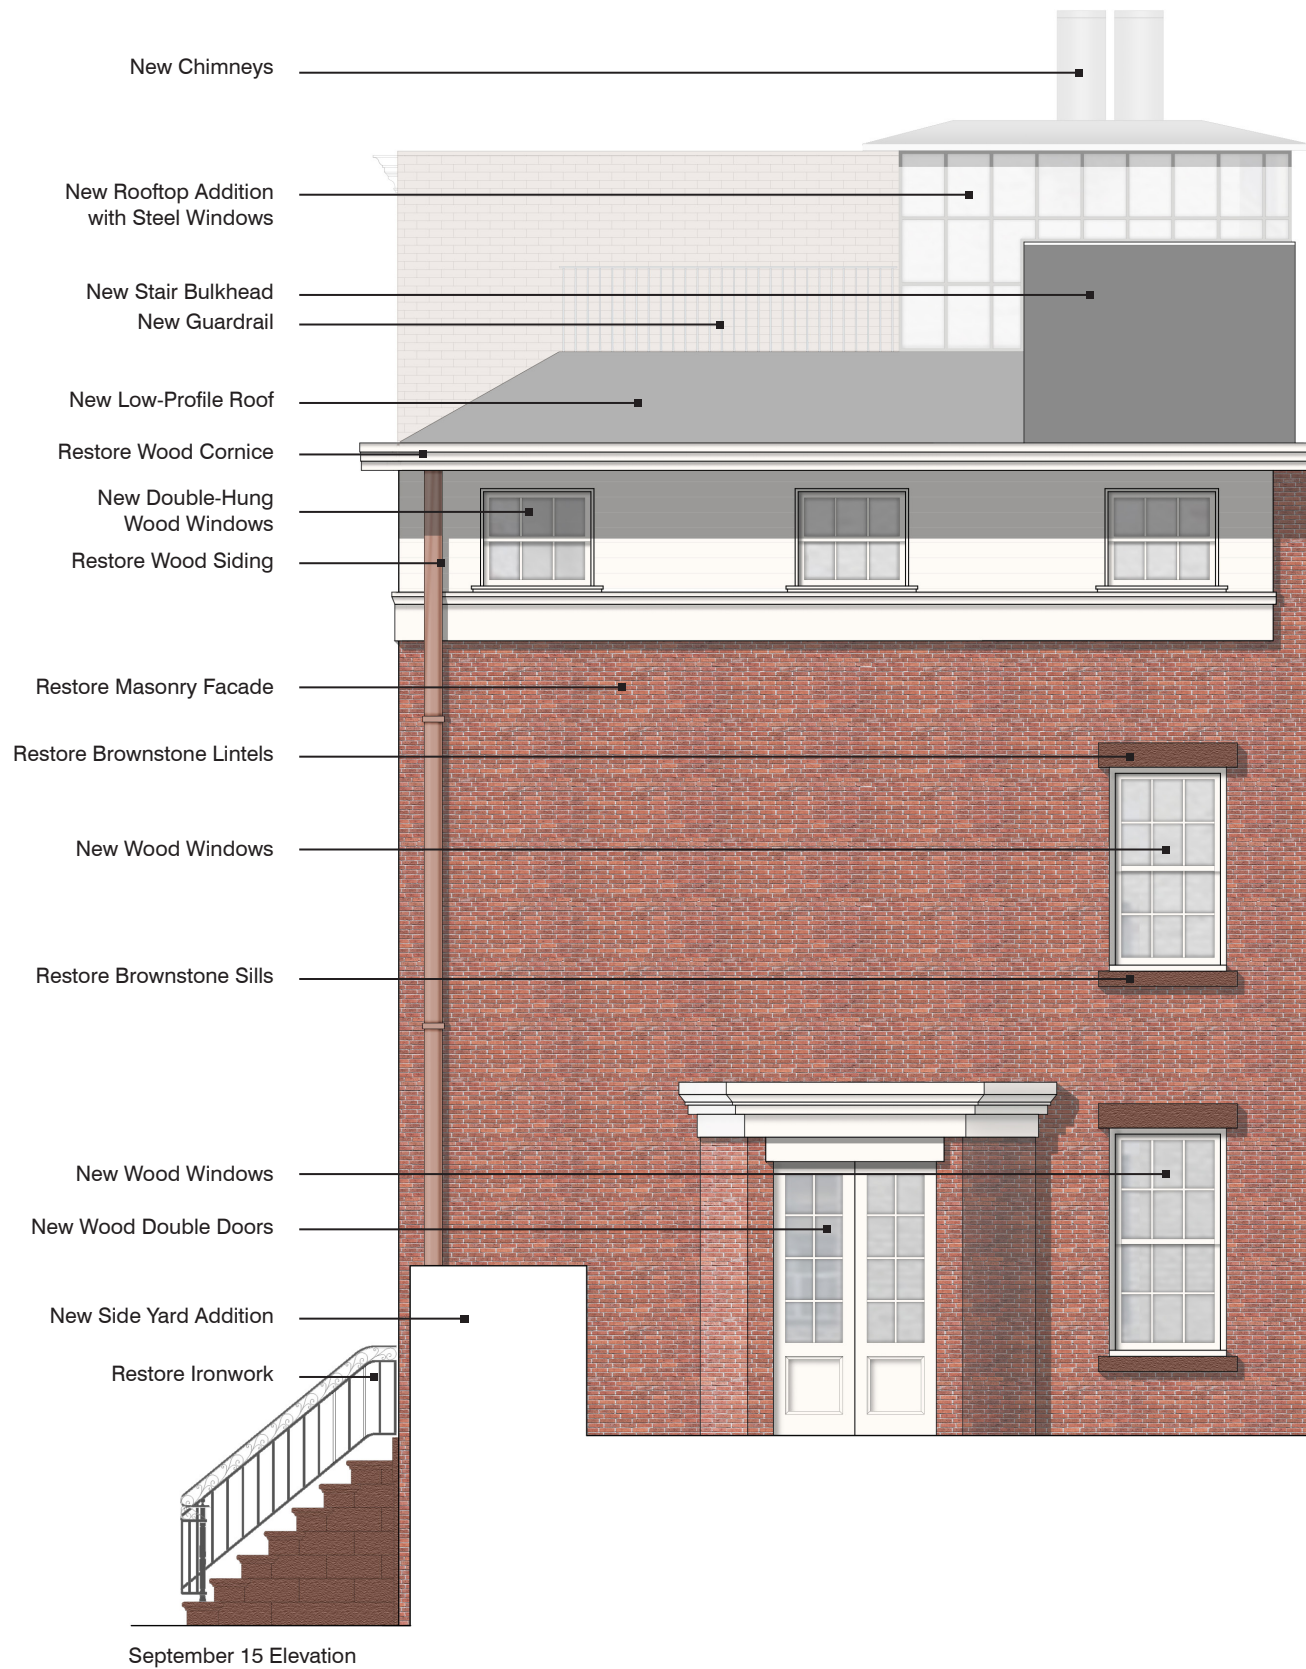 New Chimneys
New Rooftop Addition
with Steel Windows
New Stair Bulkhead
New Guardrail
New Low-Profile Roof
Restore Wood Cornice
New Double-Hung
Wood Windows
Restore Wood Siding
Restore Masonry Facade
Restore Brownstone Lintels
New Wood Windows
Restore Brownstone Sills
New Wood Windows
New Wood Double Doors
New Side Yard Addition
Restore Ironwork
September 15 Elevation